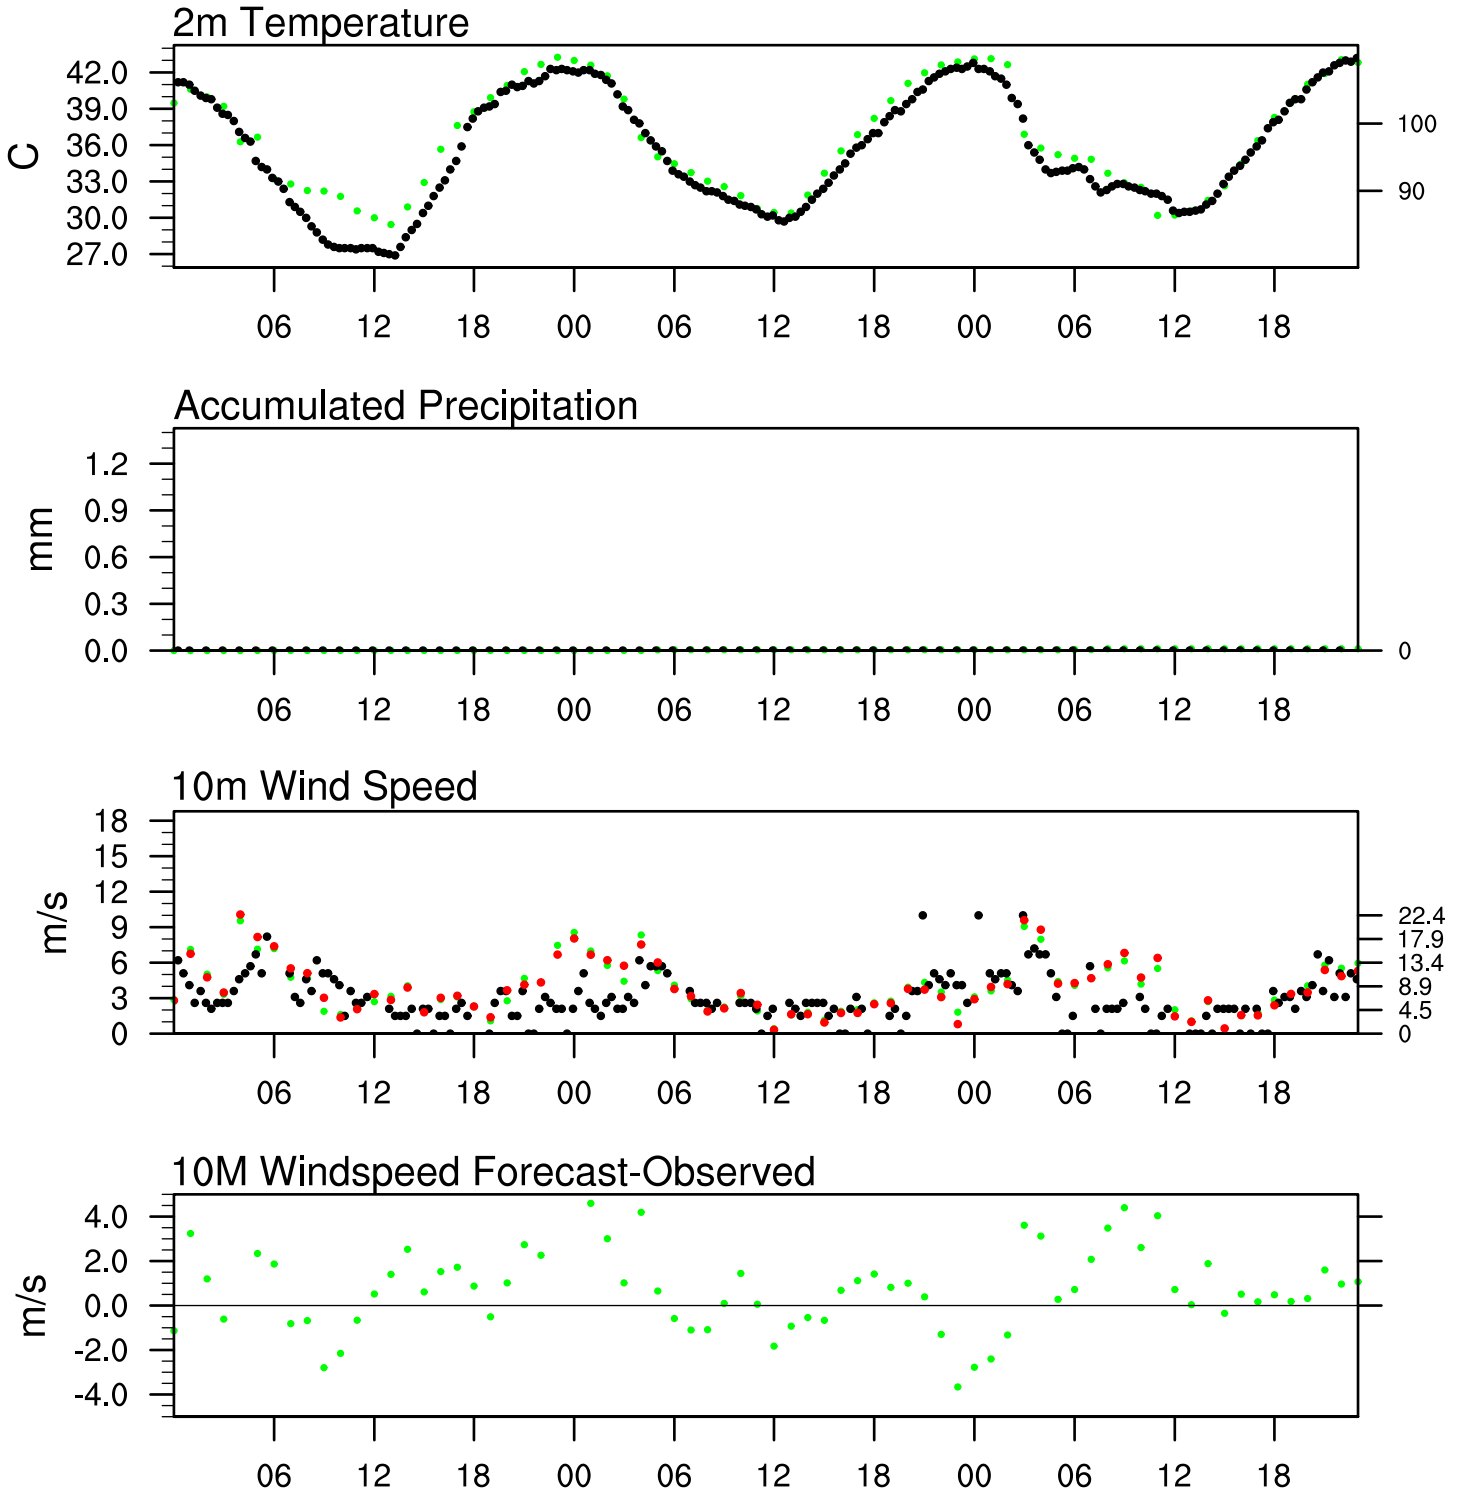 2m Temperature
42.0
39.0
36.0
33.0
30.0
27.0
C
100
90
06 12 18 00 06 12 18 00 06 12 18
Accumulated Precipitation
1.2
0.9
0.6
0.3
0.0
mm
0
06 12 18 00 06 12 18 00 06 12 18
10m Wind Speed
18
15
12
9
6
3
0
m/s
22.4
17.9
13.4
8.9
4.5
0
06 12 18 00 06 12 18 00 06 12 18
10M Windspeed Forecast-Observed
4.0
2.0
0.0
-2.0
-4.0
m/s
06 12 18 00 06 12 18 00 06 12 18